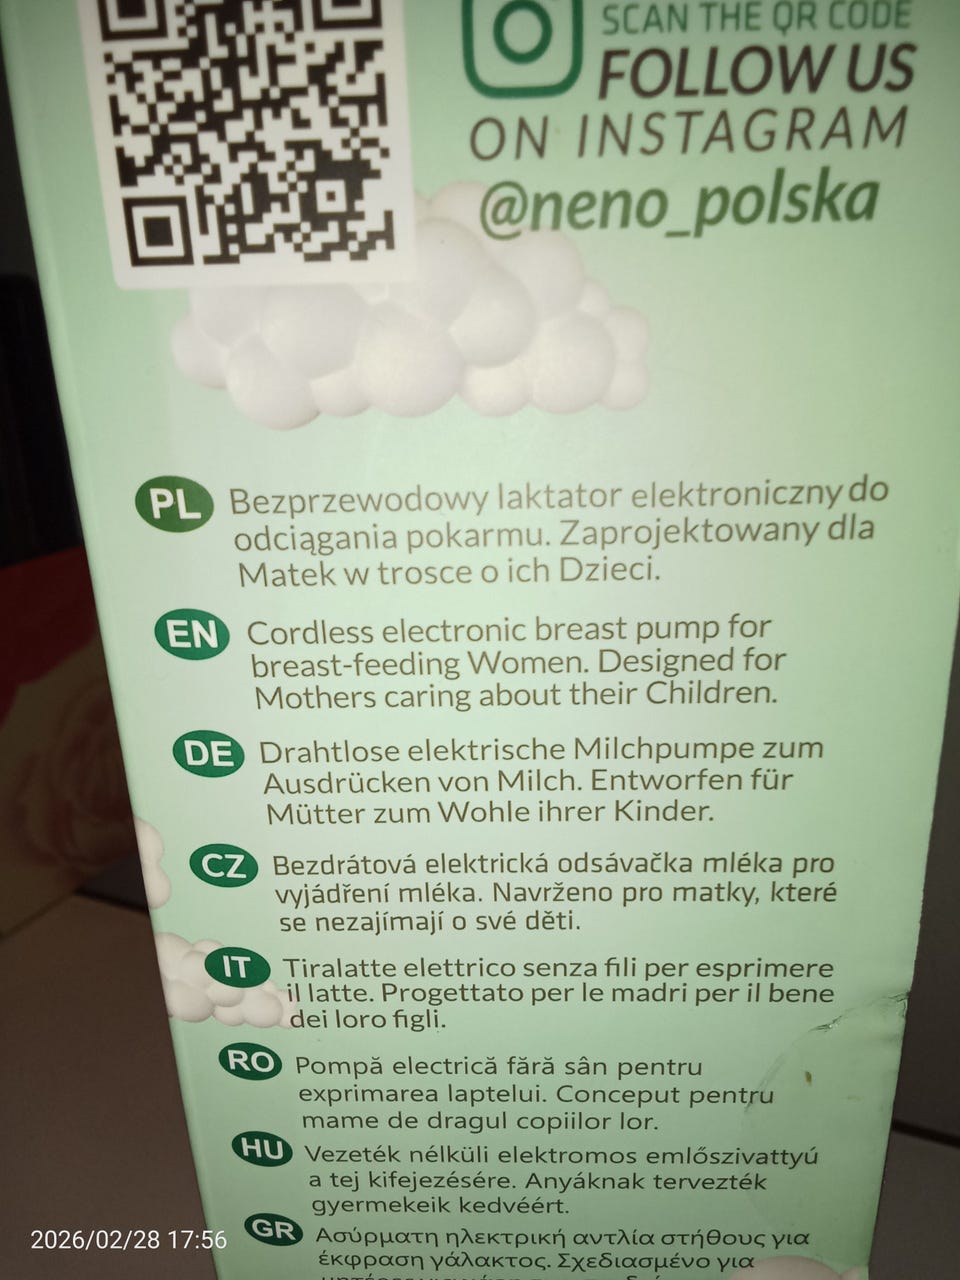 SCAN THE QR CODE
FOLLOW US
ON INSTAGRAM
@neno_polska
PL
Bezprzewodowy laktator elektroniczny do
odciągania pokarmu. Zaprojektowany dla
Matek w trosce o ich Dzieci.
EN
Cordless electronic breast pump for
breast-feeding Women. Designed for
Mothers caring about their Children.
DE
Drahtlose elektrische Milchpumpe zum
Ausdrücken von Milch. Entworfen für
Mütter zum Wohle ihrer Kinder.
CZ
Bezdrátová elektrická odsávačka mléka pro
vyjádření mléka. Navrženo pro matky, které
se nezajímají o své děti.
IT
Tiralatte elettrico senza fili per esprimere
il latte. Progettato per le madri per il bene
dei loro figli.
RO
Pompă electrică fără sân pentru
exprimarea laptelui. Conceput pentru
mame de dragul copiilor lor.
HU
Vezeték nélküli elektromos emlőszivattyú
a tej kifejezésére. Anyáknak tervezték
gyermekeik kedvéért.
GR
Ασύρματη ηλεκτρική αντλία στήθους για
έκφραση γάλακτος. Σχεδιασμένο για
2026/02/28 17:56